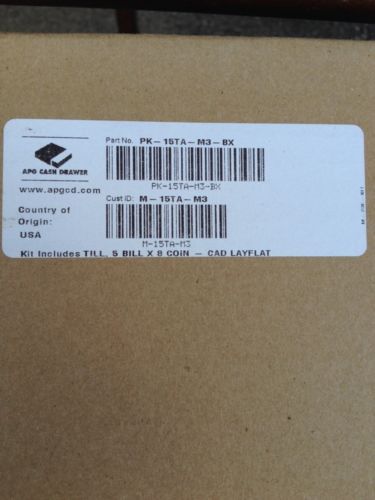 Part No. PK-15TA-M3-BX
PK-15TA-M3-BX
APG CASH DRAWER
www.apgcd.com
Cust ID: M-15TA-M3
M-15TA-M3
Country of
Origin:
USA
Kit Includes TILL, 5 BILL X 8 COIN - CAD LAYFLAT